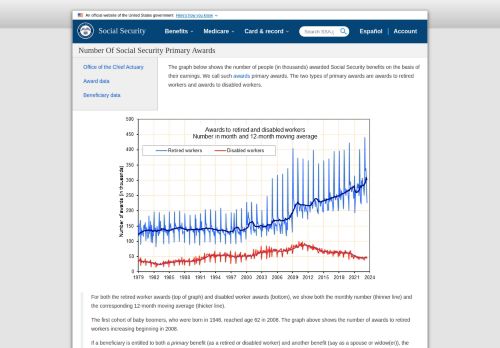 An official website of the United States government. Here's how you know
Social Security
Benefits
Medicare
Card & record
Español
Account
Number Of Social Security Primary Awards
Office of the Chief Actuary
Award data
Beneficiary data
The graph below shows the number of people (in thousands) awarded Social Security benefits on the basis of
their earnings. We call such awards primary awards. The two types of primary awards are awards to retired
workers and awards to disabled workers.
Awards to retired and disabled workers
Number in month and 12-month moving average
Retired workers
Disabled workers
Number of awards (in thousands)
500
450
400
350
300
250
200
150
100
50
0
1979 1982 1985 1988 1991 1994 1997 2000 2003 2006 2009 2012 2015 2018 2021 2024
For both the retired worker awards (top of graph) and disabled worker awards (bottom), we show both the monthly number (thinner line) and
the corresponding 12-month moving average (thicker line).
The first cohort of baby boomers, who were born in 1946, reached age 62 in 2008. The graph above shows the number of awards to retired
workers increasing beginning in 2008.
If a beneficiary is entitled to both a primary benefit (as a retired or disabled worker) and another benefit (say as a spouse or widow(er)), the